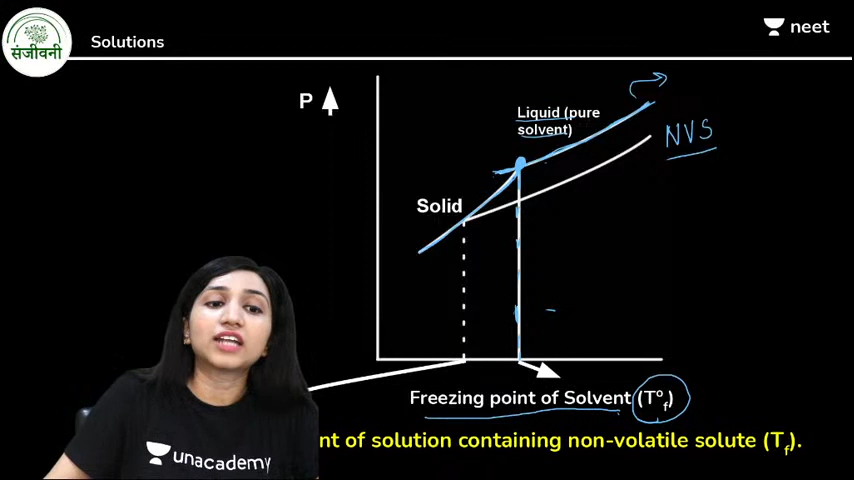 संजीवनी
Solutions
neet
P
Liquid (pure
solvent)
NVS
Solid
Freezing point of Solvent (T°f)
nt of solution containing non-volatile solute (Tf).
unacademy